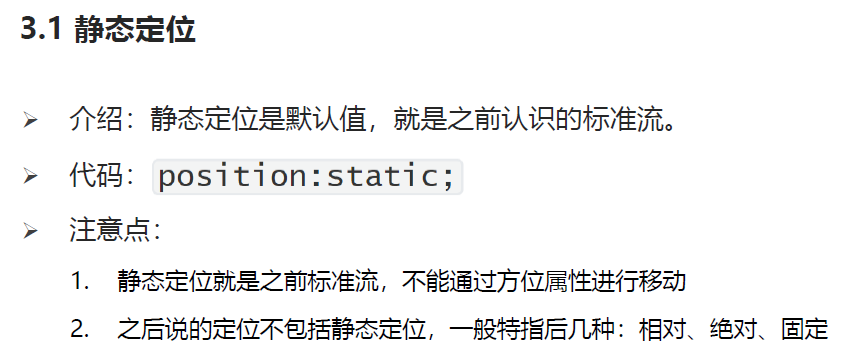 3.1 静态定位
介绍：静态定位是默认值，就是之前认识的标准流。
代码：position:static;
注意点：
1. 静态定位就是之前标准流，不能通过方位属性进行移动
2. 之后说的定位不包括静态定位，一般特指后几种：相对、绝对、固定